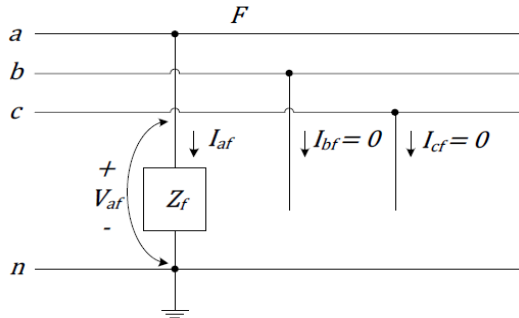 F
a
b
c
I_af
I_bf = 0
I_cf = 0
+
V_af
-
Z_f
n